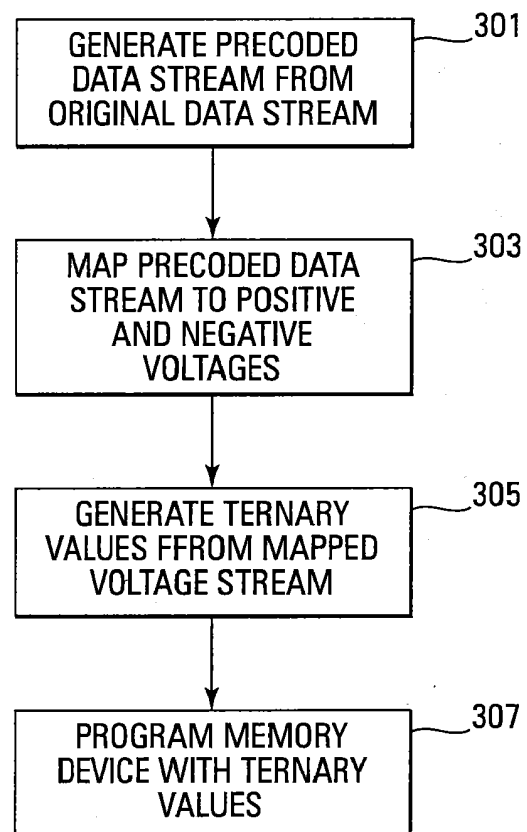 GENERATE PRECODED
DATA STREAM FROM
ORIGINAL DATA STREAM
301
MAP PRECODED DATA
STREAM TO POSITIVE
AND NEGATIVE
VOLTAGES
303
GENERATE TERNARY
VALUES FFROM MAPPED
VOLTAGE STREAM
305
PROGRAM MEMORY
DEVICE WITH TERNARY
VALUES
307